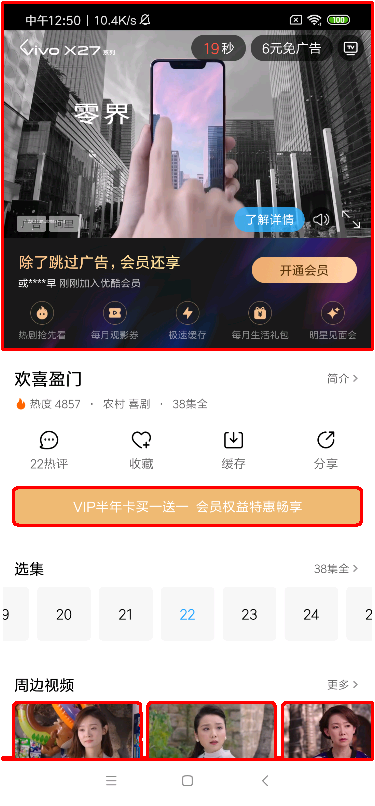 中午12:50 | 10.4K/s
100
vivo X27系列
19秒
6元免广告
TV
零界
广告
阿里
了解详情
除了跳过广告，会员还享
或****早 刚刚加入优酷会员
开通会员
热剧抢先看
每月观影券
极速缓存
每月生活礼包
明星见面会
欢喜盈门
简介 >
热度 4857 · 农村 喜剧 · 38集全
22热评
收藏
缓存
分享
VIP半年卡买一送一 会员权益特惠畅享
选集
38集全 >
9
20
21
22
23
24
2
周边视频
更多 >